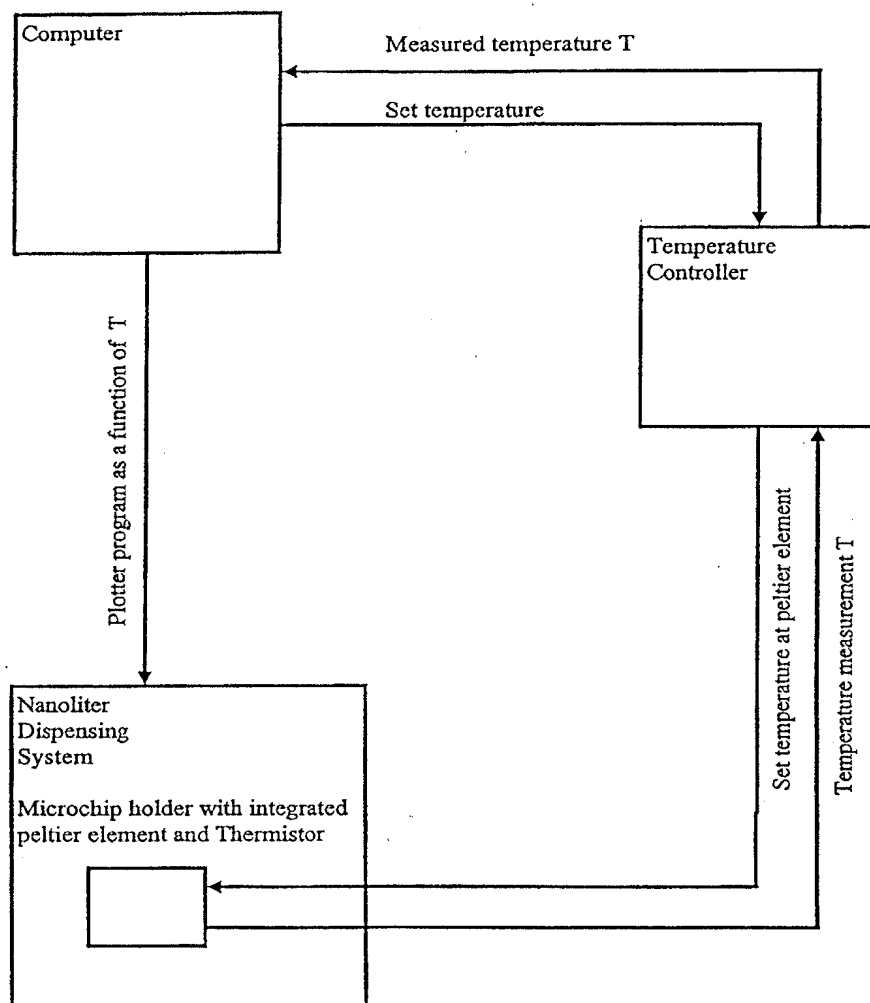 Computer
Measured temperature T
Set temperature
Temperature
Controller
Plotter program as a function of T
Set temperature at peltier element
Temperature measurement T
Nanoliter
Dispensing
System
Microchip holder with integrated
peltier element and Thermistor